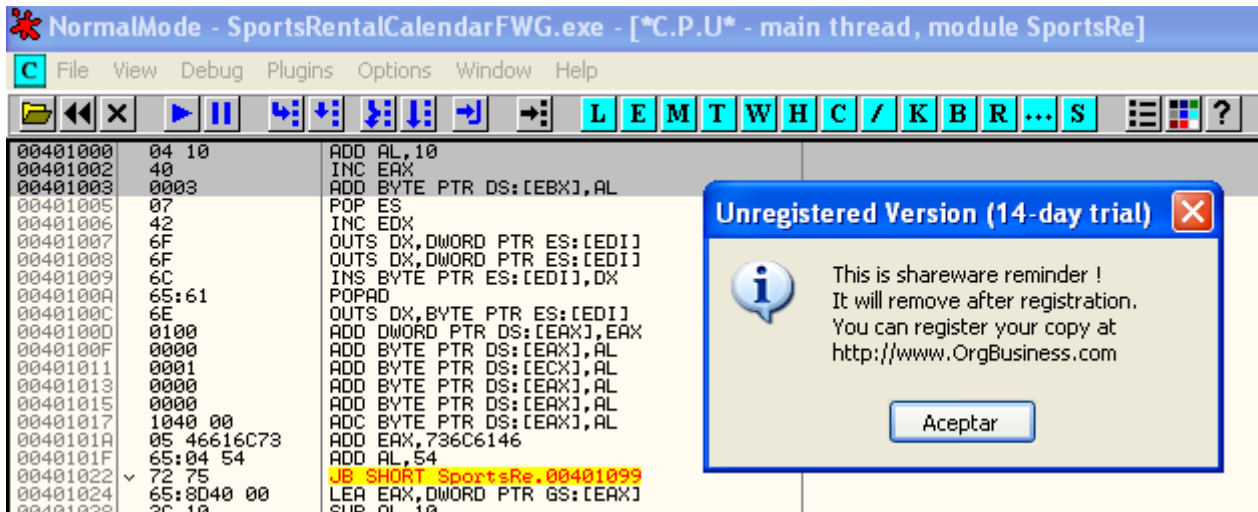 NormalMode - SportsRentalCalendarFWG.exe - [*C.P.U* - main thread, module SportsRe]
C File View Debug Plugins Options Window Help
L E M T W H C / K B R ... S ?
00401000 04 10 ADD AL,10
00401002 40 INC EAX
00401003 0003 ADD BYTE PTR DS:[EBX],AL
00401005 07 POP ES
00401006 42 INC EDX
00401007 6F OUTS DX,DWORD PTR ES:[EDI]
00401008 6F OUTS DX,DWORD PTR ES:[EDI]
00401009 6C INS BYTE PTR ES:[EDI],DX
0040100A 65:61 POPAD
0040100C 6E OUTS DX,BYTE PTR ES:[EDI]
0040100D 0100 ADD DWORD PTR DS:[EAX],EAX
0040100F 0000 ADD BYTE PTR DS:[EAX],AL
00401011 0001 ADD BYTE PTR DS:[ECX],AL
00401013 0000 ADD BYTE PTR DS:[EAX],AL
00401015 0000 ADD BYTE PTR DS:[EAX],AL
00401017 1040 00 ADC BYTE PTR DS:[EAX],AL
0040101A 05 46616C73 ADD EAX,736C6146
0040101F 65:04 54 ADD AL,54
00401022 72 75 JB SHORT SportsRe.00401099
00401024 65:8D40 00 LEA EAX,DWORD PTR GS:[EAX]
00401028 2C 10 SUB AL,10
Unregistered Version (14-day trial)
This is shareware reminder !
It will remove after registration.
You can register your copy at
http://www.OrgBusiness.com
Aceptar